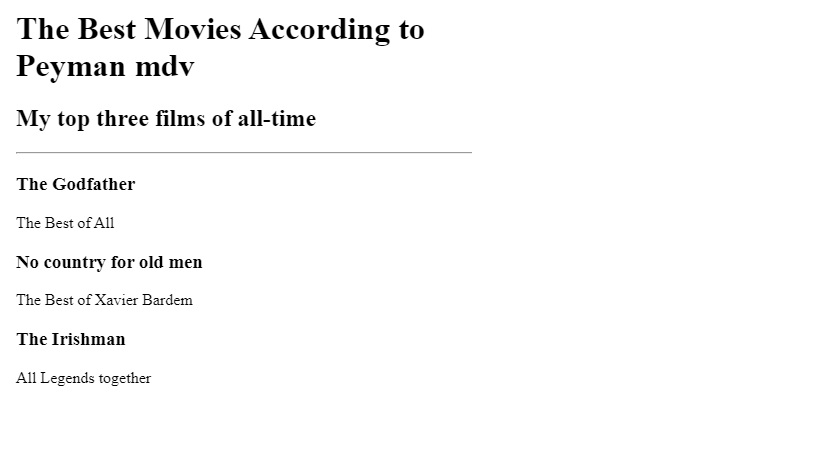 The Best Movies According to
Peyman mdv
My top three films of all-time
The Godfather
The Best of All
No country for old men
The Best of Xavier Bardem
The Irishman
All Legends together